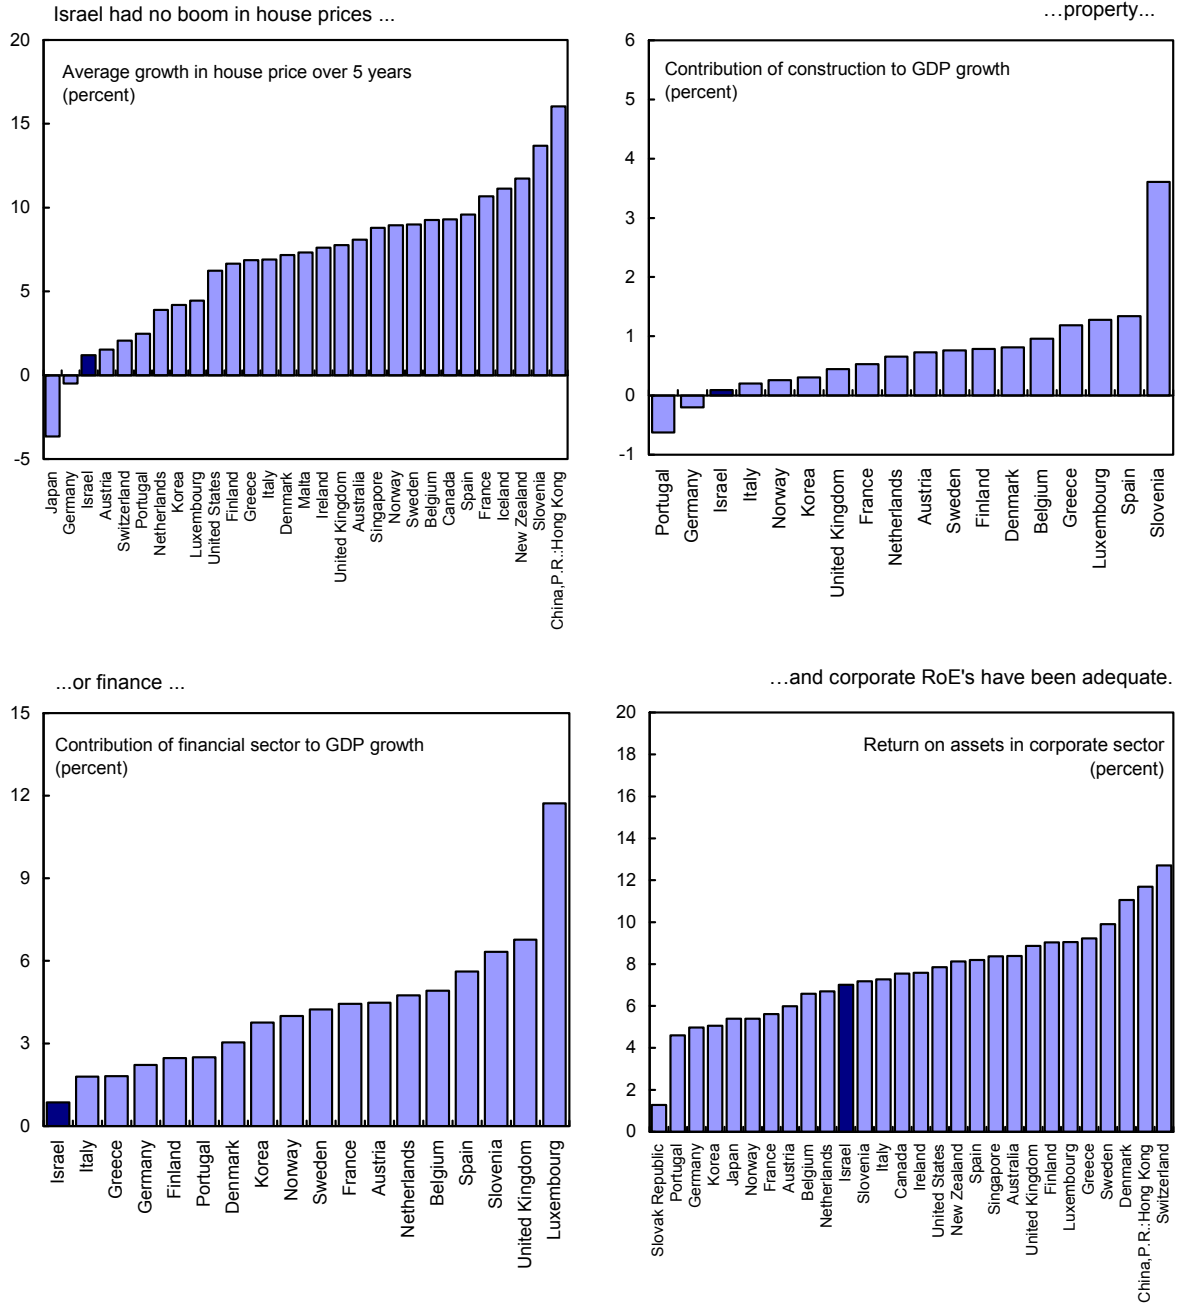 Israel had no boom in house prices ...
20
15
10
5
0
-5
Average growth in house price over 5 years
(percent)
Japan
Germany
Israel
Austria
Switzerland
Portugal
Netherlands
Korea
Luxembourg
United States
Finland
Greece
Italy
Denmark
Malta
Ireland
United Kingdom
Australia
Singapore
Norway
Sweden
Belgium
Canada
Spain
France
Iceland
New Zealand
Slovenia
China,P.R.:Hong Kong
…property...
6
5
4
3
2
1
0
-1
Contribution of construction to GDP growth
(percent)
Portugal
Germany
Israel
Italy
Norway
Korea
United Kingdom
France
Netherlands
Austria
Sweden
Finland
Denmark
Belgium
Greece
Luxembourg
Spain
Slovenia
...or finance ...
15
12
9
6
3
0
Contribution of financial sector to GDP growth
(percent)
Israel
Italy
Greece
Germany
Finland
Portugal
Denmark
Korea
Norway
Sweden
France
Austria
Netherlands
Belgium
Spain
Slovenia
United Kingdom
Luxembourg
…and corporate RoE's have been adequate.
20
18
16
14
12
10
8
6
4
2
0
Return on assets in corporate sector
(percent)
Slovak Republic
Portugal
Germany
Korea
Japan
Norway
France
Austria
Belgium
Netherlands
Israel
Slovenia
Italy
Canada
Ireland
United States
New Zealand
Spain
Singapore
Australia
United Kingdom
Finland
Luxembourg
Greece
Sweden
Denmark
China,P.R.:Hong Kong
Switzerland